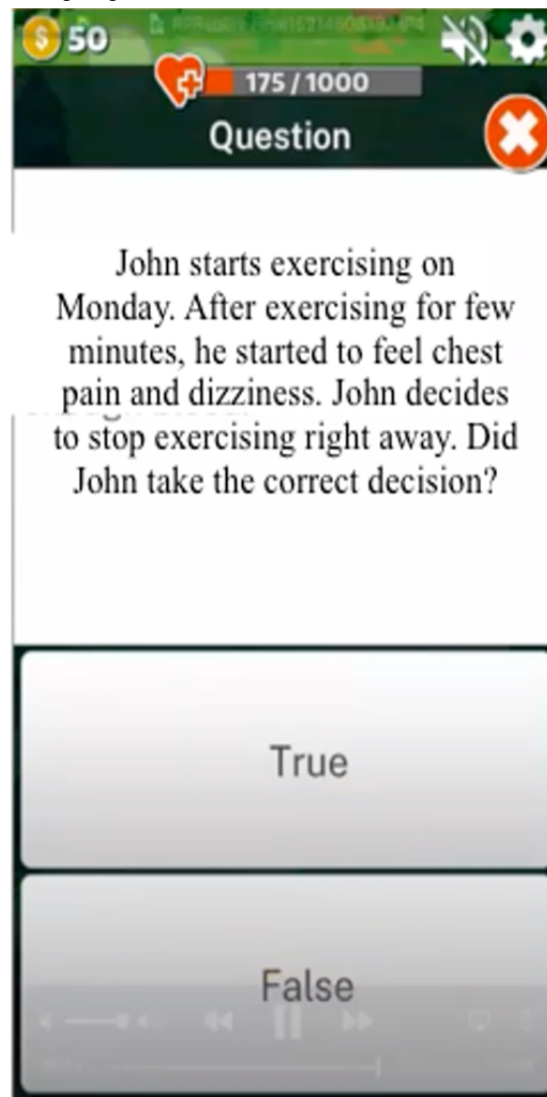 50
175/1000
Question
John starts exercising on
Monday. After exercising for few
minutes, he started to feel chest
pain and dizziness. John decides
to stop exercising right away. Did
John take the correct decision?
True
False